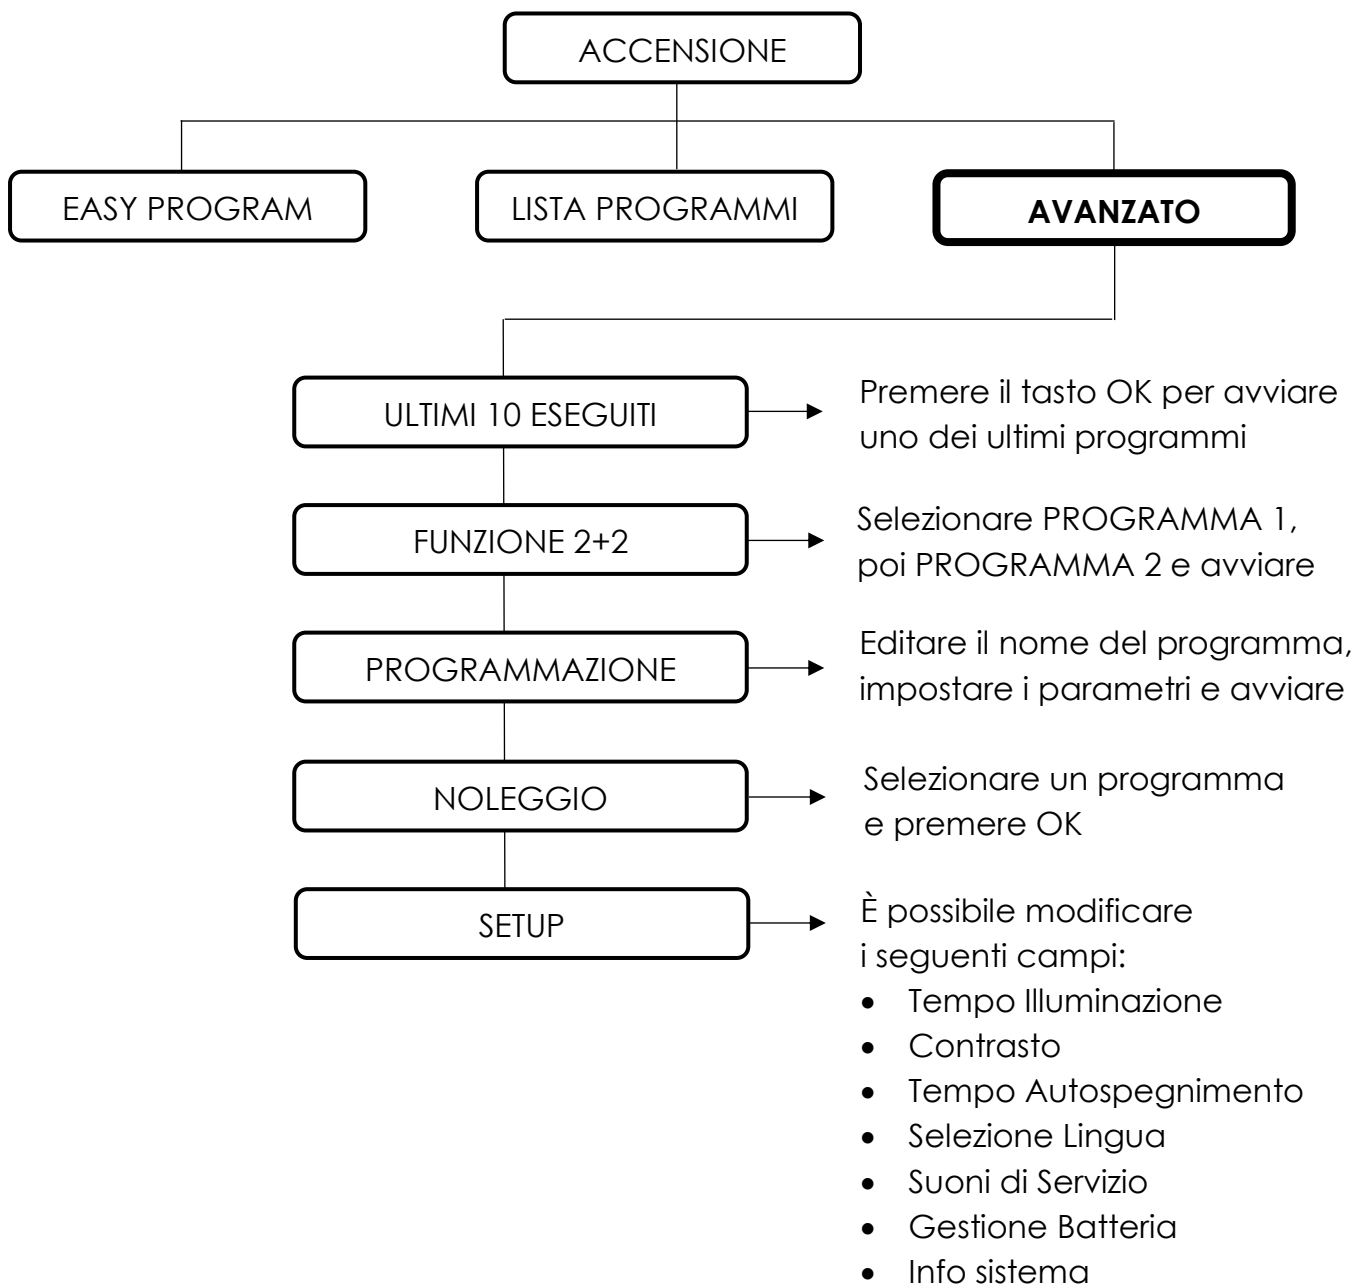 ACCENSIONE
EASY PROGRAM
LISTA PROGRAMMI
AVANZATO
ULTIMI 10 ESEGUITI
Premere il tasto OK per avviare
uno dei ultimi programmi
FUNZIONE 2+2
Selezionare PROGRAMMA 1,
poi PROGRAMMA 2 e avviare
PROGRAMMAZIONE
Editare il nome del programma,
impostare i parametri e avviare
NOLEGGIO
Selezionare un programma
e premere OK
SETUP
È possibile modificare
i seguenti campi:
• Tempo Illuminazione
• Contrasto
• Tempo Autospegnimento
• Selezione Lingua
• Suoni di Servizio
• Gestione Batteria
• Info sistema